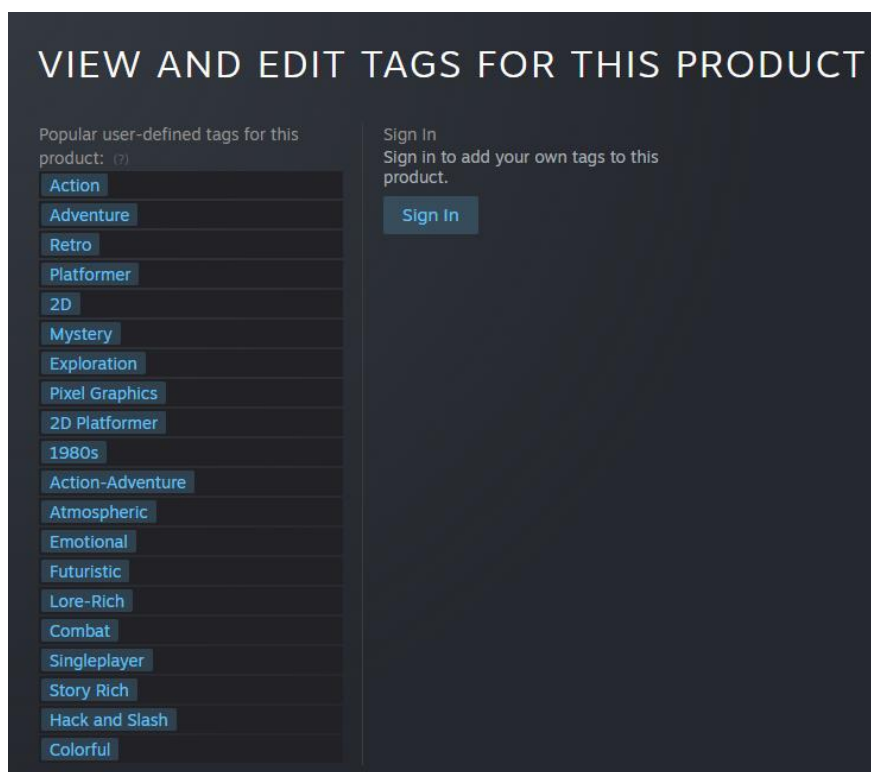 VIEW AND EDIT TAGS FOR THIS PRODUCT
Popular user-defined tags for this
product: (?)
Action
Adventure
Retro
Platformer
2D
Mystery
Exploration
Pixel Graphics
2D Platformer
1980s
Action-Adventure
Atmospheric
Emotional
Futuristic
Lore-Rich
Combat
Singleplayer
Story Rich
Hack and Slash
Colorful
Sign In
Sign in to add your own tags to this
product.
Sign In